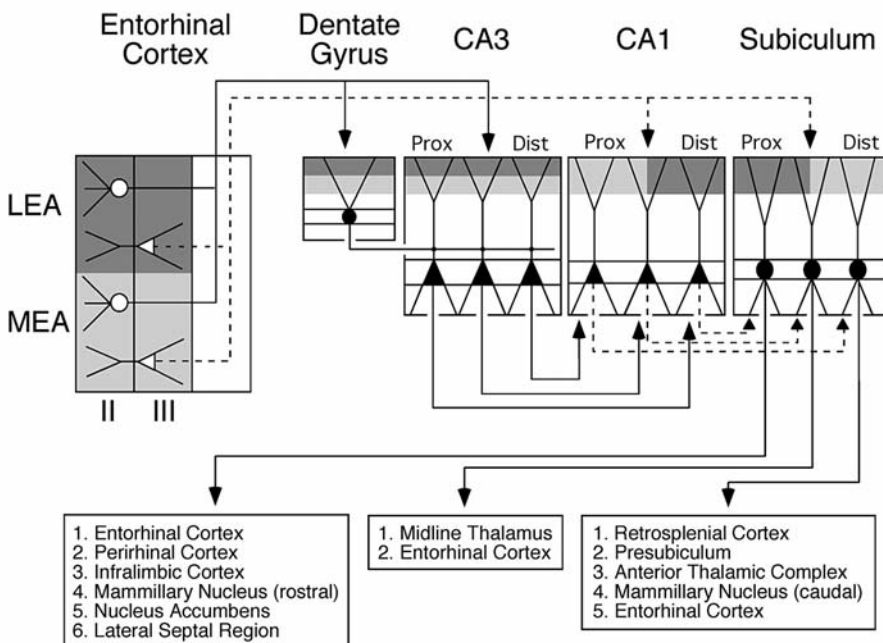 Entorhinal
Cortex
Dentate
Gyrus
CA3
CA1
Subiculum
Prox
Dist
Prox
Dist
Prox
Dist
LEA
MEA
II
III
1. Entorhinal Cortex
2. Perirhinal Cortex
3. Infralimbic Cortex
4. Mammillary Nucleus (rostral)
5. Nucleus Accumbens
6. Lateral Septal Region
1. Midline Thalamus
2. Entorhinal Cortex
1. Retrosplenial Cortex
2. Presubiculum
3. Anterior Thalamic Complex
4. Mammillary Nucleus (caudal)
5. Entorhinal Cortex